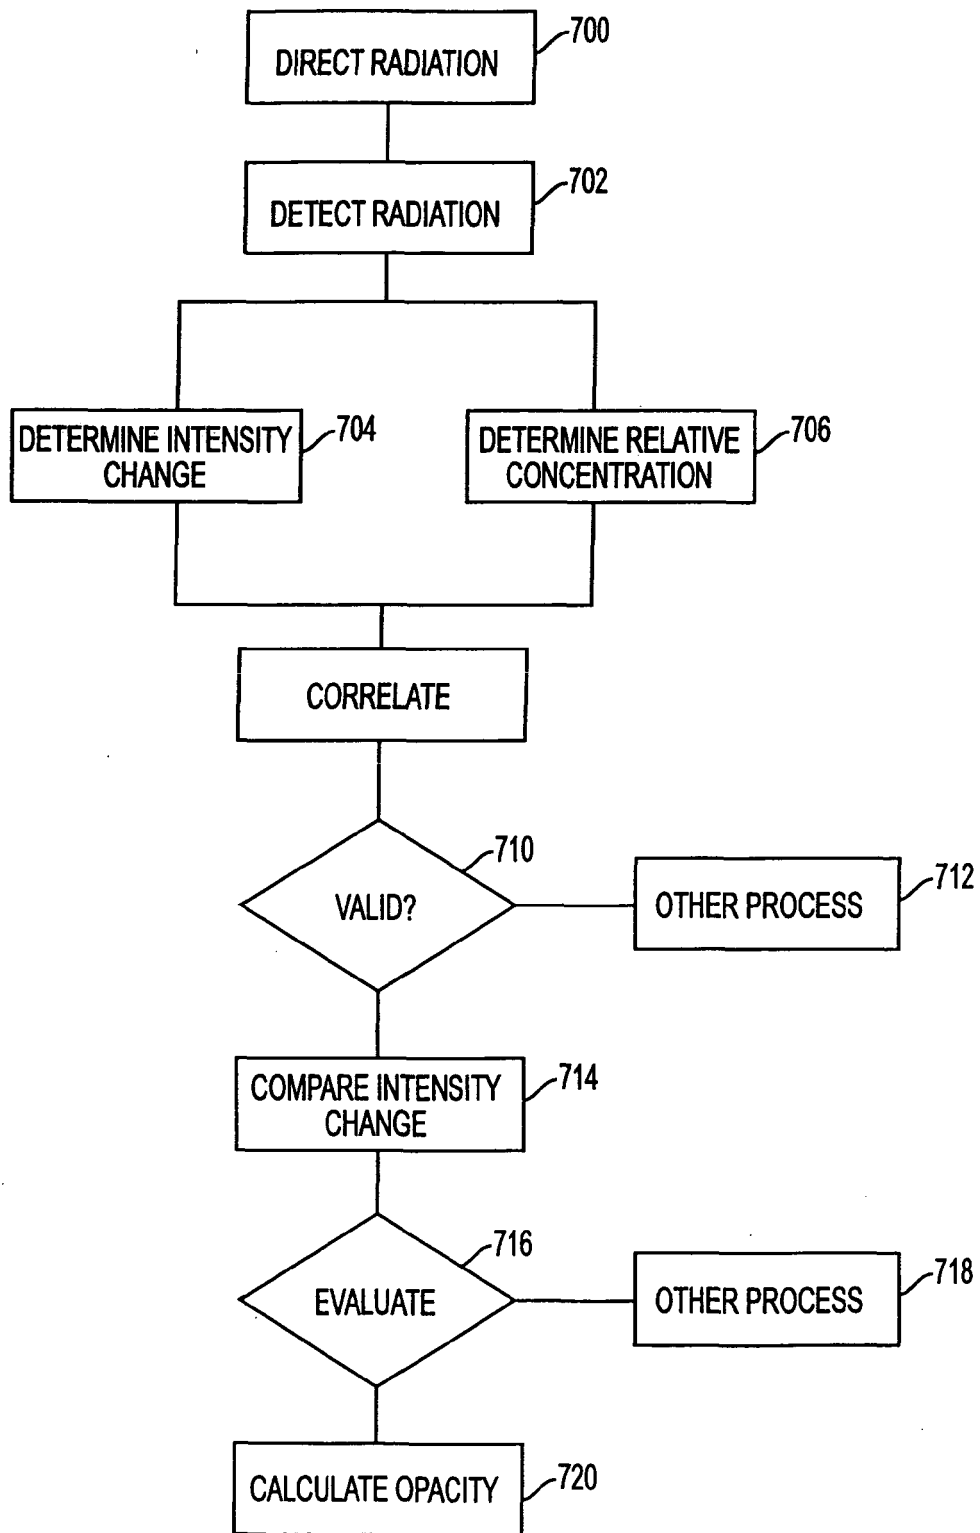 DIRECT RADIATION
700
DETECT RADIATION
702
DETERMINE INTENSITY
CHANGE
704
DETERMINE RELATIVE
CONCENTRATION
706
CORRELATE
VALID?
710
OTHER PROCESS
712
COMPARE INTENSITY
CHANGE
714
EVALUATE
716
OTHER PROCESS
718
CALCULATE OPACITY
720